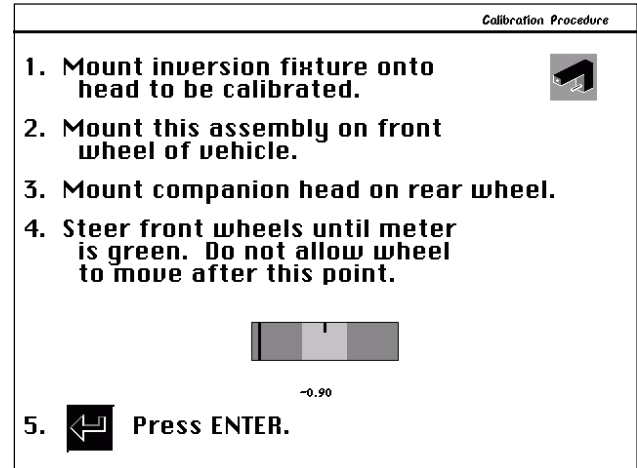 Calibration Procedure
1. Mount inversion fixture onto
head to be calibrated.
2. Mount this assembly on front
wheel of vehicle.
3. Mount companion head on rear wheel.
4. Steer front wheels until meter
is green. Do not allow wheel
to move after this point.
-0.90
5. Press ENTER.